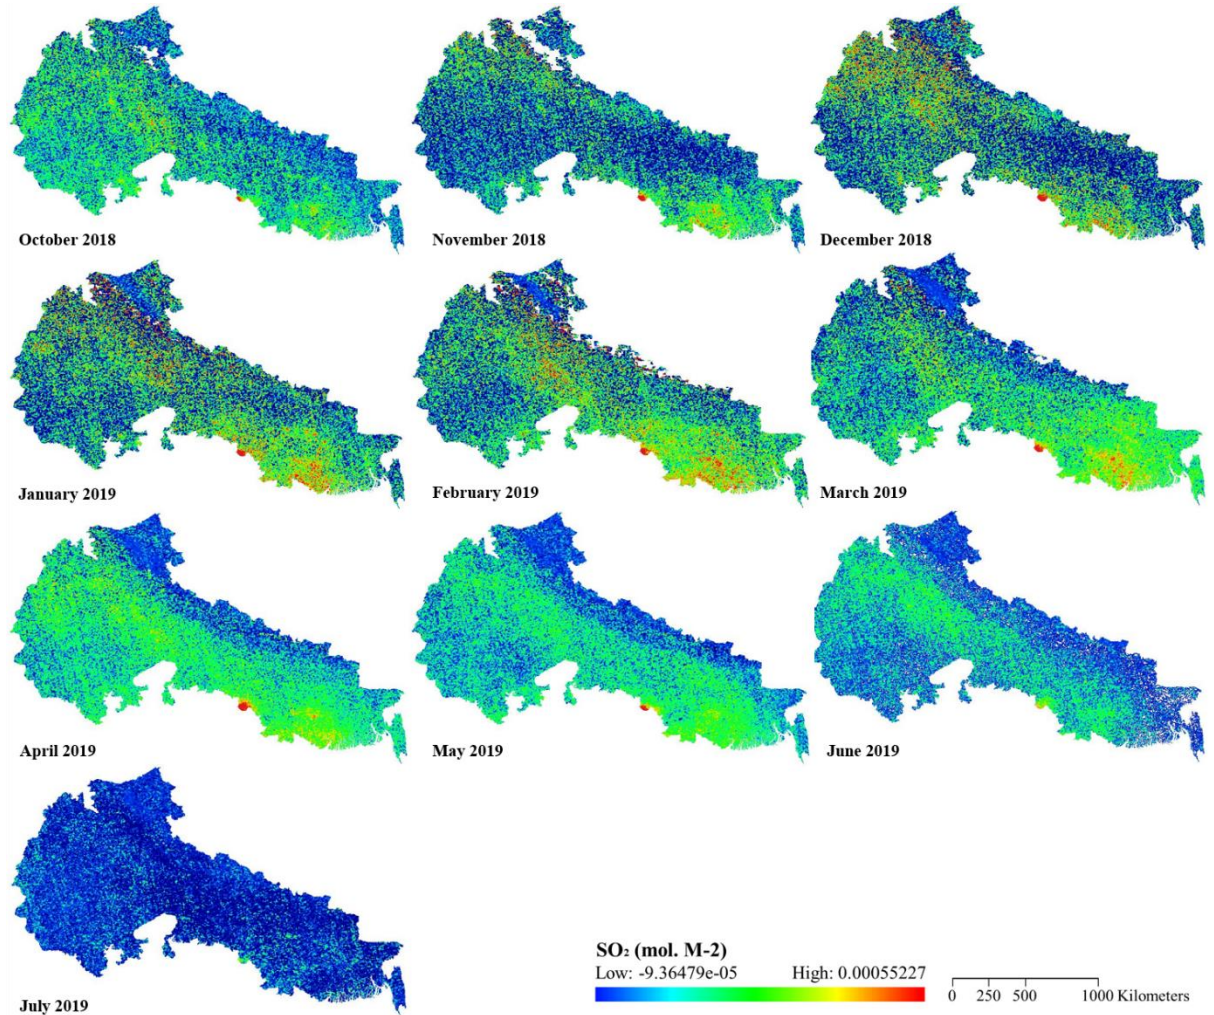 October 2018
November 2018
December 2018
January 2019
February 2019
March 2019
April 2019
May 2019
June 2019
July 2019
SO₂ (mol. M-2)
Low: -9.36479e-05 High: 0.00055227
0 250 500 1000 Kilometers